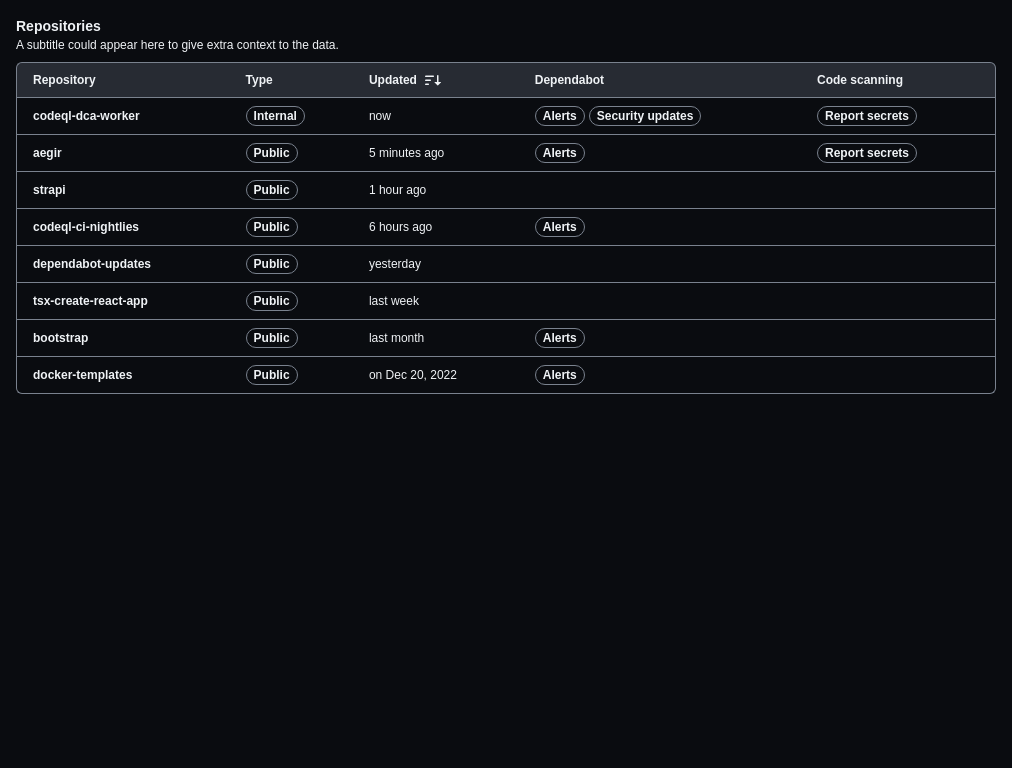 Repositories
A subtitle could appear here to give extra context to the data.
Repository Type Updated Dependabot Code scanning
codeql-dca-worker Internal now Alerts Security updates Report secrets
aegir Public 5 minutes ago Alerts Report secrets
strapi Public 1 hour ago
codeql-ci-nightlies Public 6 hours ago Alerts
dependabot-updates Public yesterday
tsx-create-react-app Public last week
bootstrap Public last month Alerts
docker-templates Public on Dec 20, 2022 Alerts